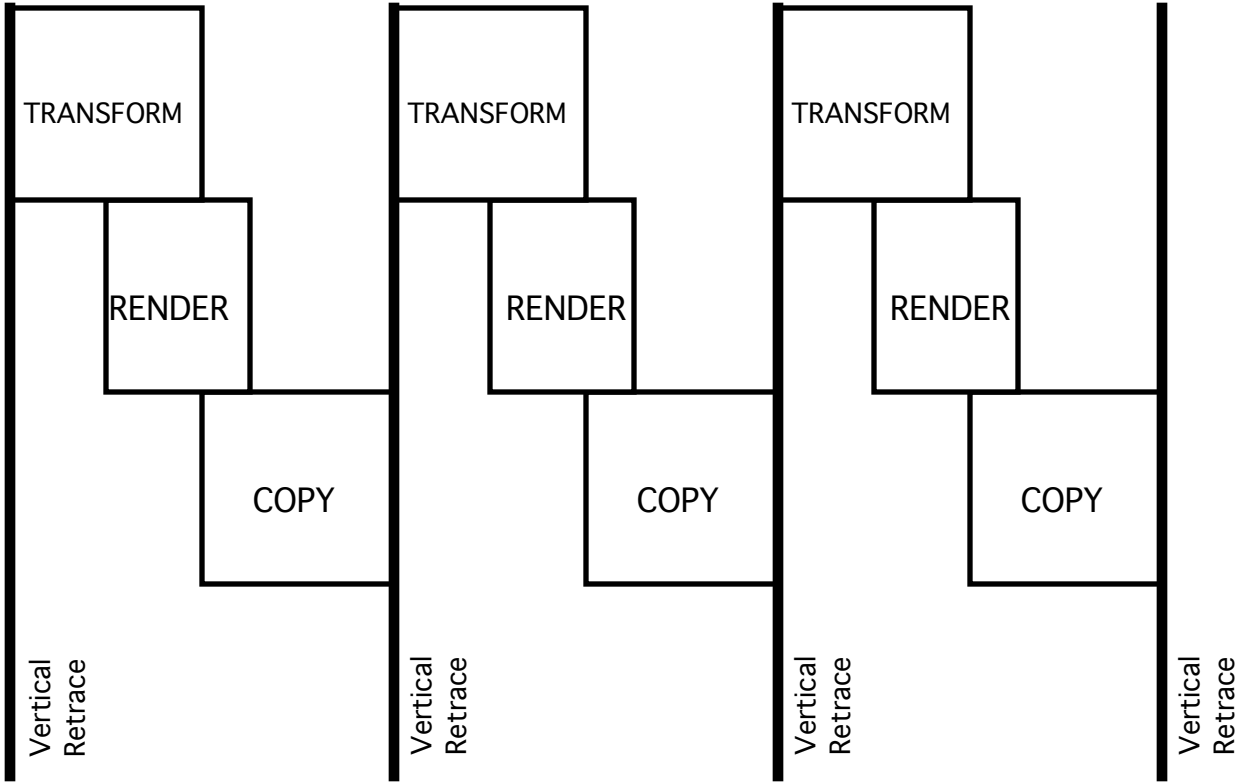 TRANSFORM
TRANSFORM
TRANSFORM
RENDER
RENDER
RENDER
COPY
COPY
COPY
Vertical
Retrace
Vertical
Retrace
Vertical
Retrace
Vertical
Retrace